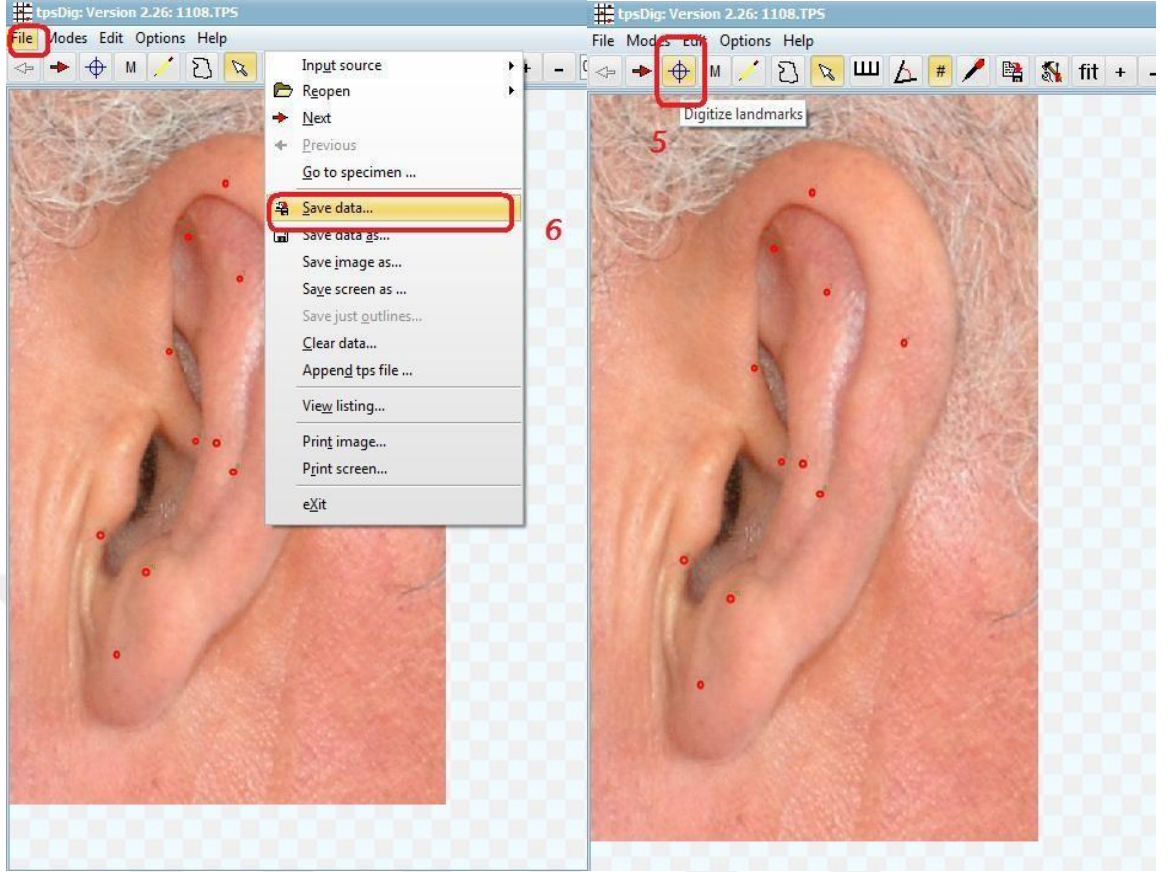 tpsDig: Version 2.26: 1108.TPS
File Modes Edit Options Help
M
+ -
Input source
Reopen
Next
Previous
Go to specimen ...
Save data...
Save data as...
Save image as...
Save screen as ...
Save just outlines...
Clear data...
Append tps file ...
View listing...
Print image...
Print screen...
eXit
6
tpsDig: Version 2.26: 1108.TPS
File Modes Edit Options Help
M # fit + -
Digitize landmarks
5